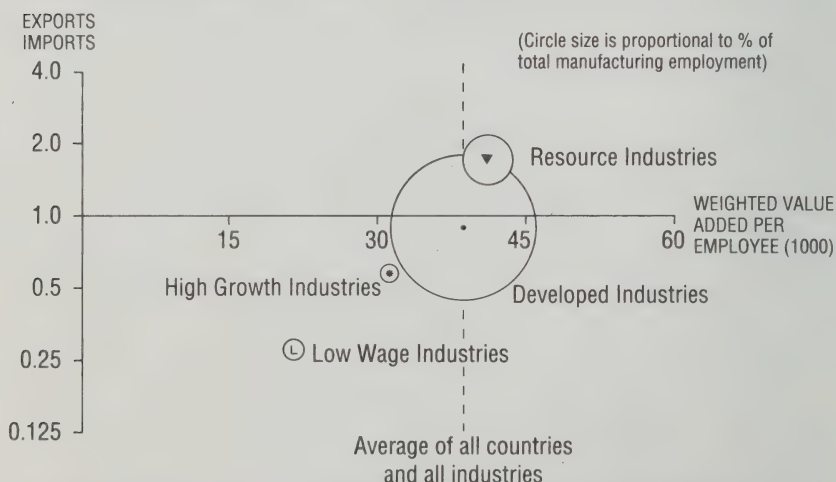 EXPORTS
IMPORTS
(Circle size is proportional to % of
total manufacturing employment)
4.0
2.0
Resource Industries
WEIGHTED VALUE
ADDED PER
EMPLOYEE (1000)
1.0
15
30
45
60
0.5
High Growth Industries
Developed Industries
0.25
L
Low Wage Industries
0.125
Average of all countries
and all industries